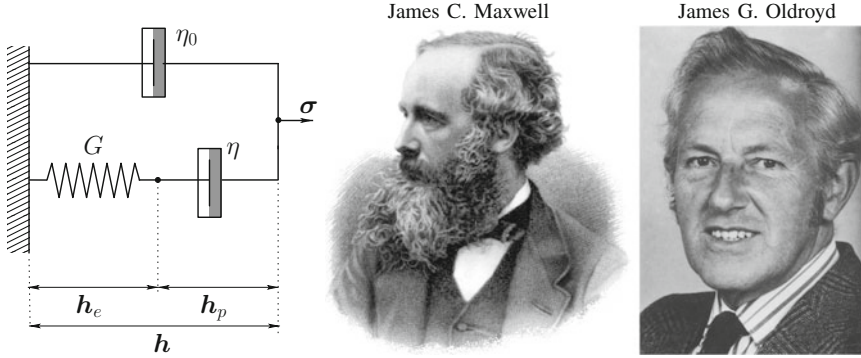 James C. Maxwell
James G. Oldroyd
η₀
σ
G
η
hₑ
hₚ
h